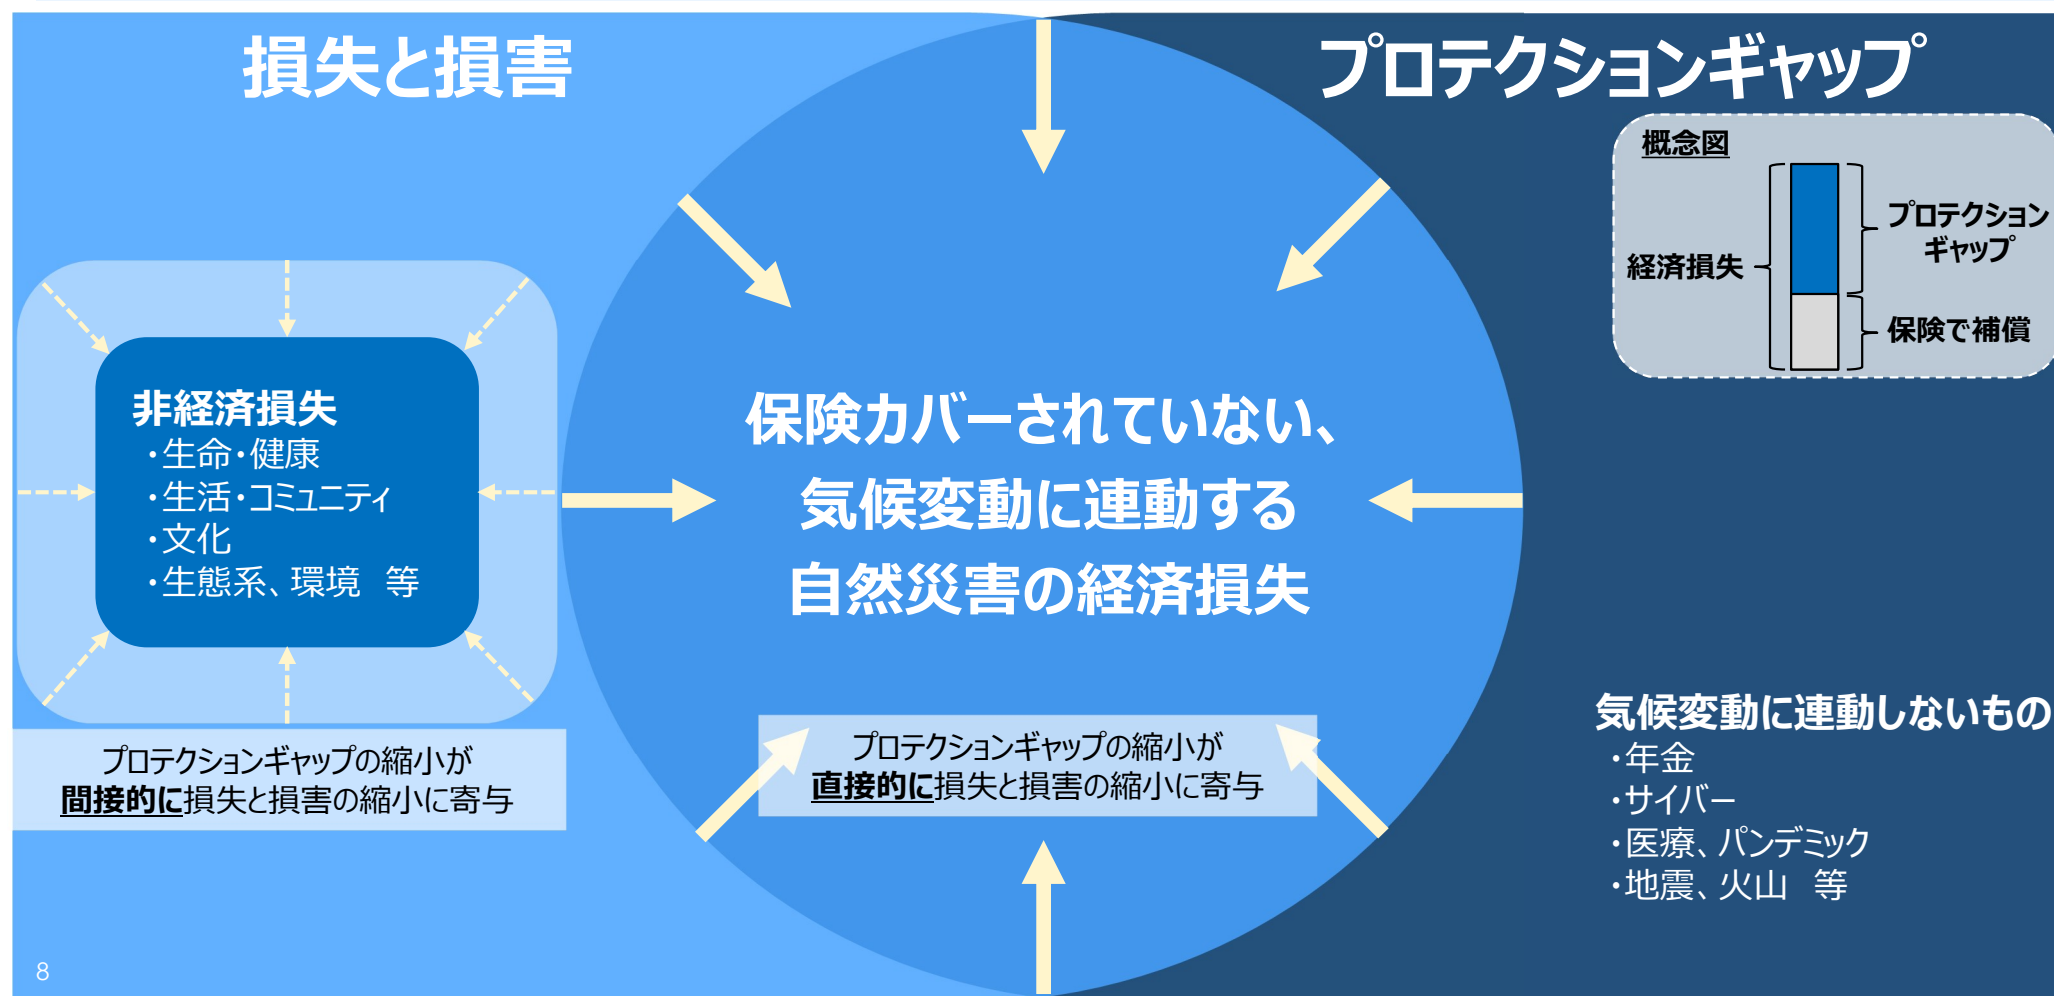 損失と損害
プロテクションギャップ
概念図
経済損失
プロテクション
ギャップ
保険で補償
非経済損失
・生命・健康
・生活・コミュニティ
・文化
・生態系、環境　等
保険カバーされていない、
気候変動に連動する
自然災害の経済損失
プロテクションギャップの縮小が
間接的に損失と損害の縮小に寄与
プロテクションギャップの縮小が
直接的に損失と損害の縮小に寄与
気候変動に連動しないもの
・年金
・サイバー
・医療、パンデミック
・地震、火山　等
8